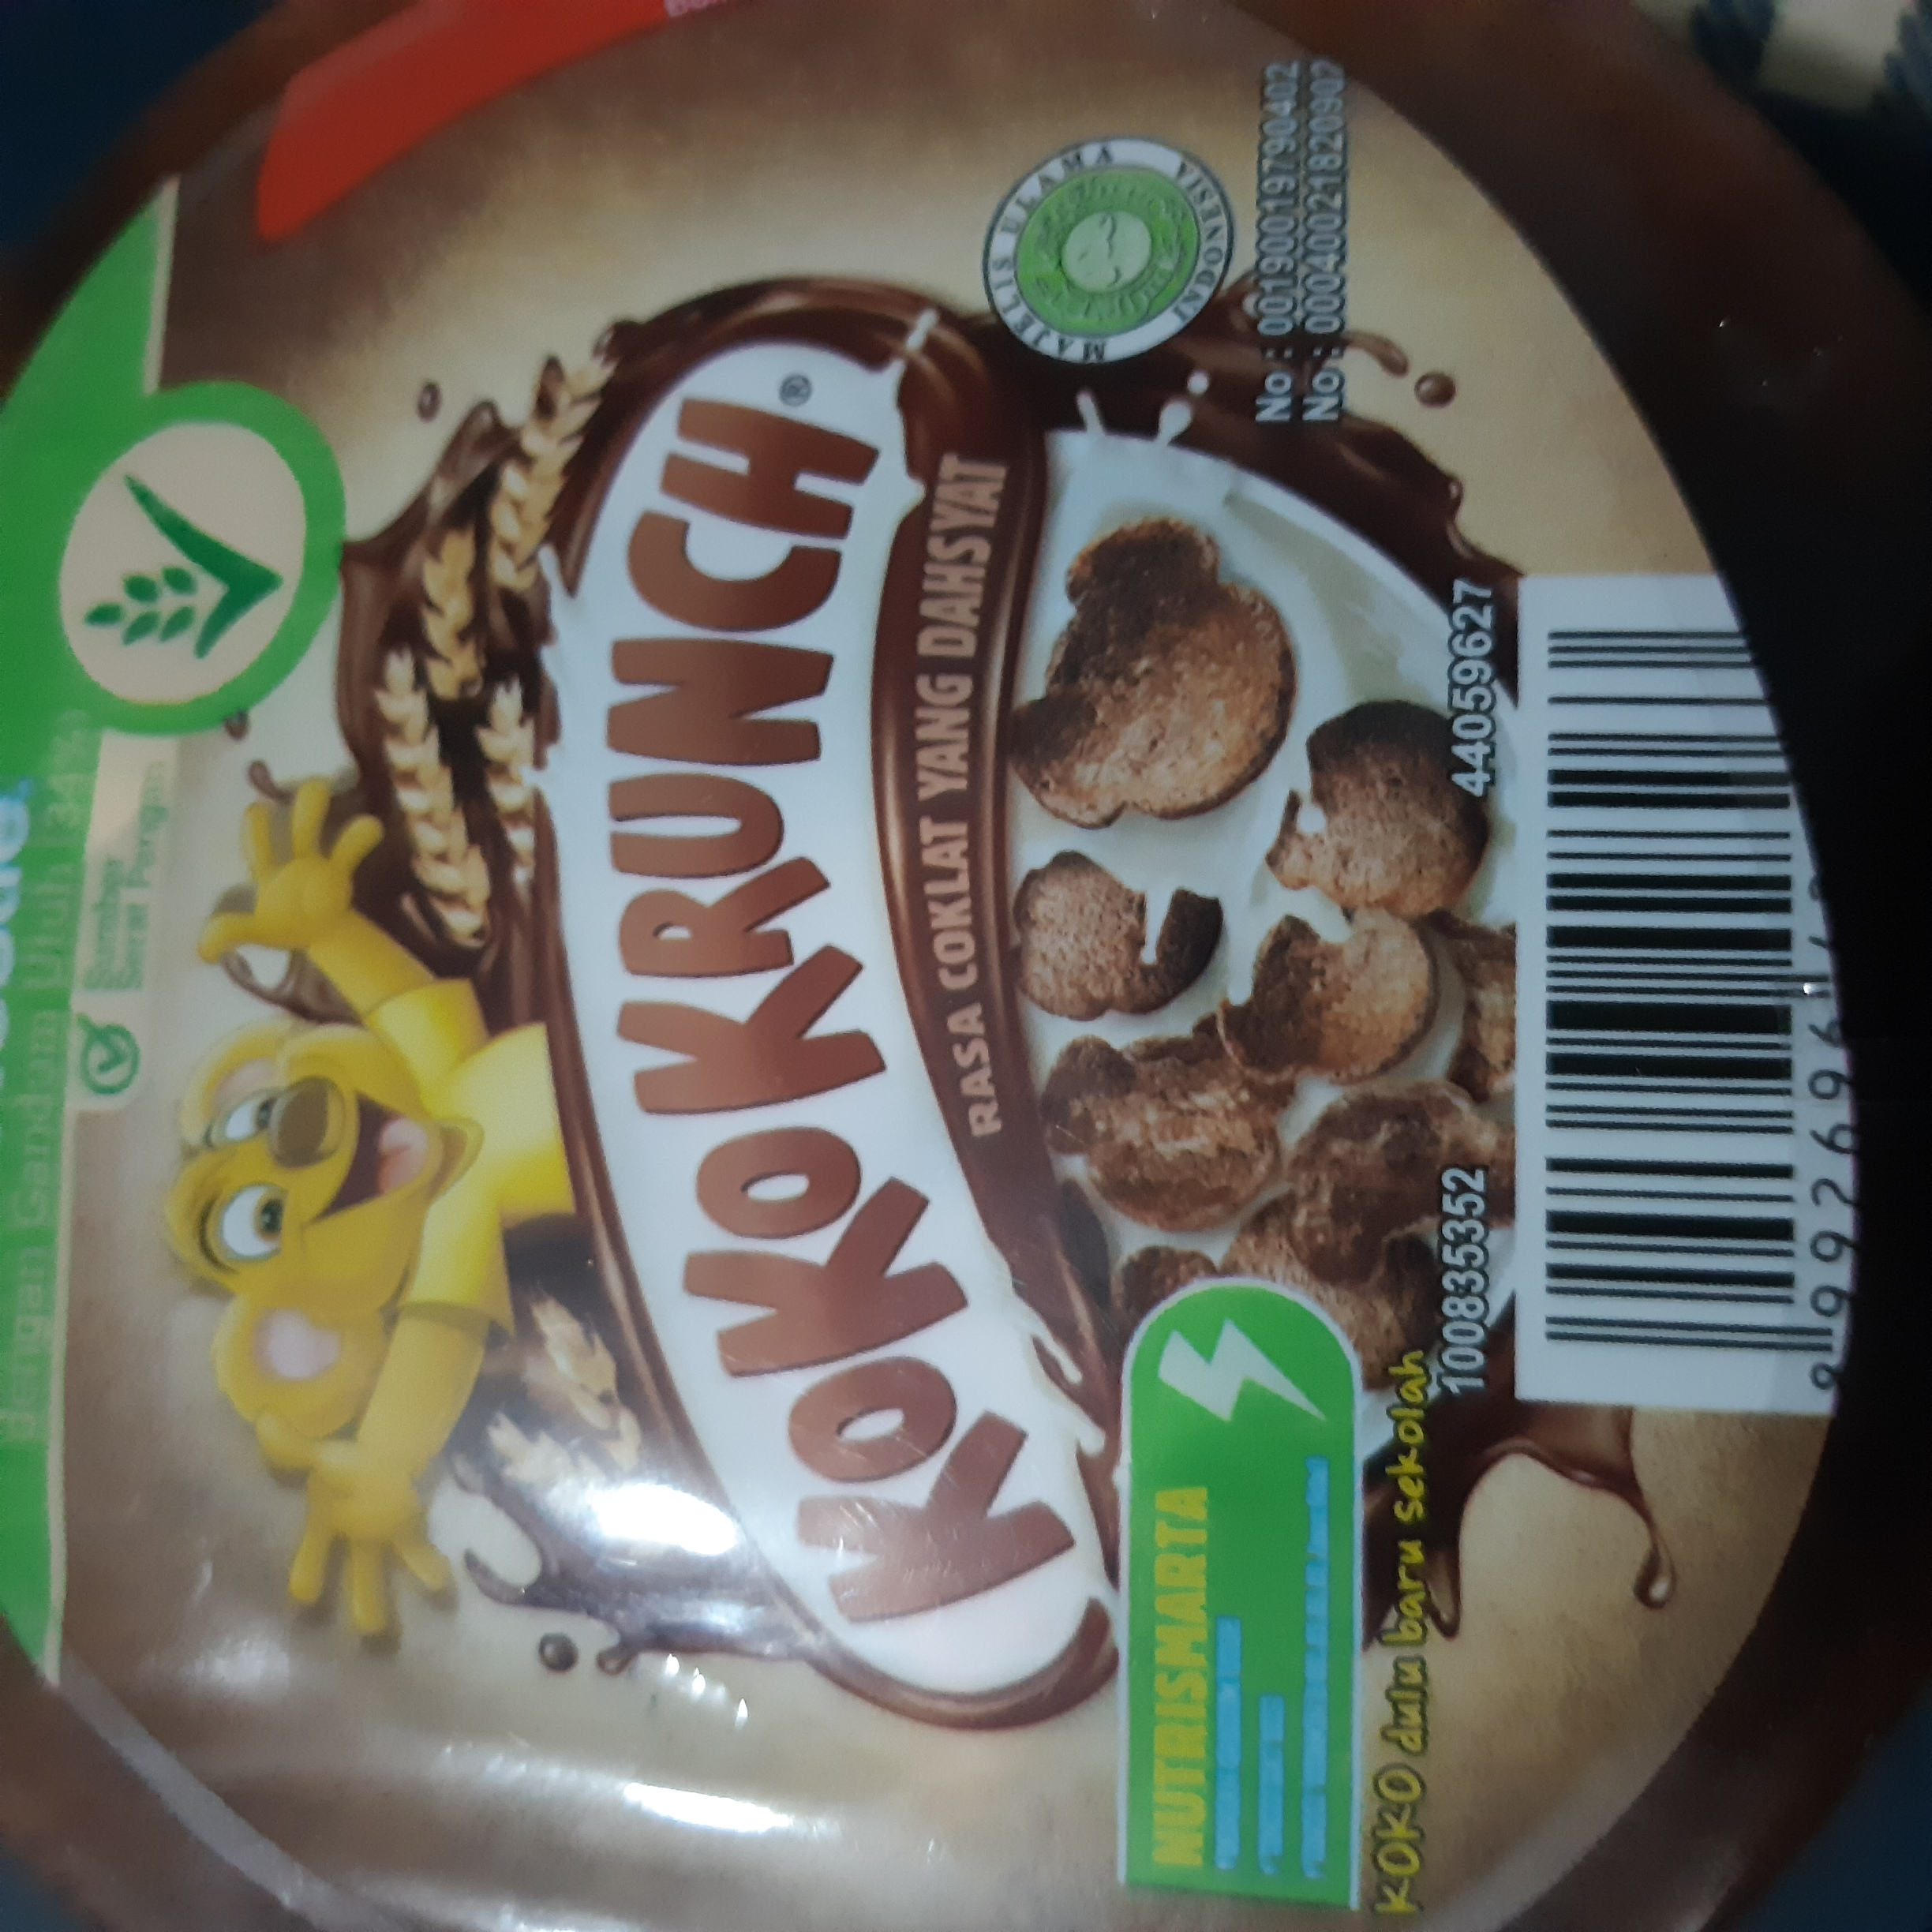 dengan Gandum Utuh (34%)
Sumber
Serat Pangan
KOKO KRUNCH®
RASA COKLAT YANG DAHSYAT
MAJELIS ULAMA
INDONESIA
NUTRISMARTA
No : 00190019790402
No : 00040021820902
KOKO dulu baru sekolah
100835352
44059627
8 992696